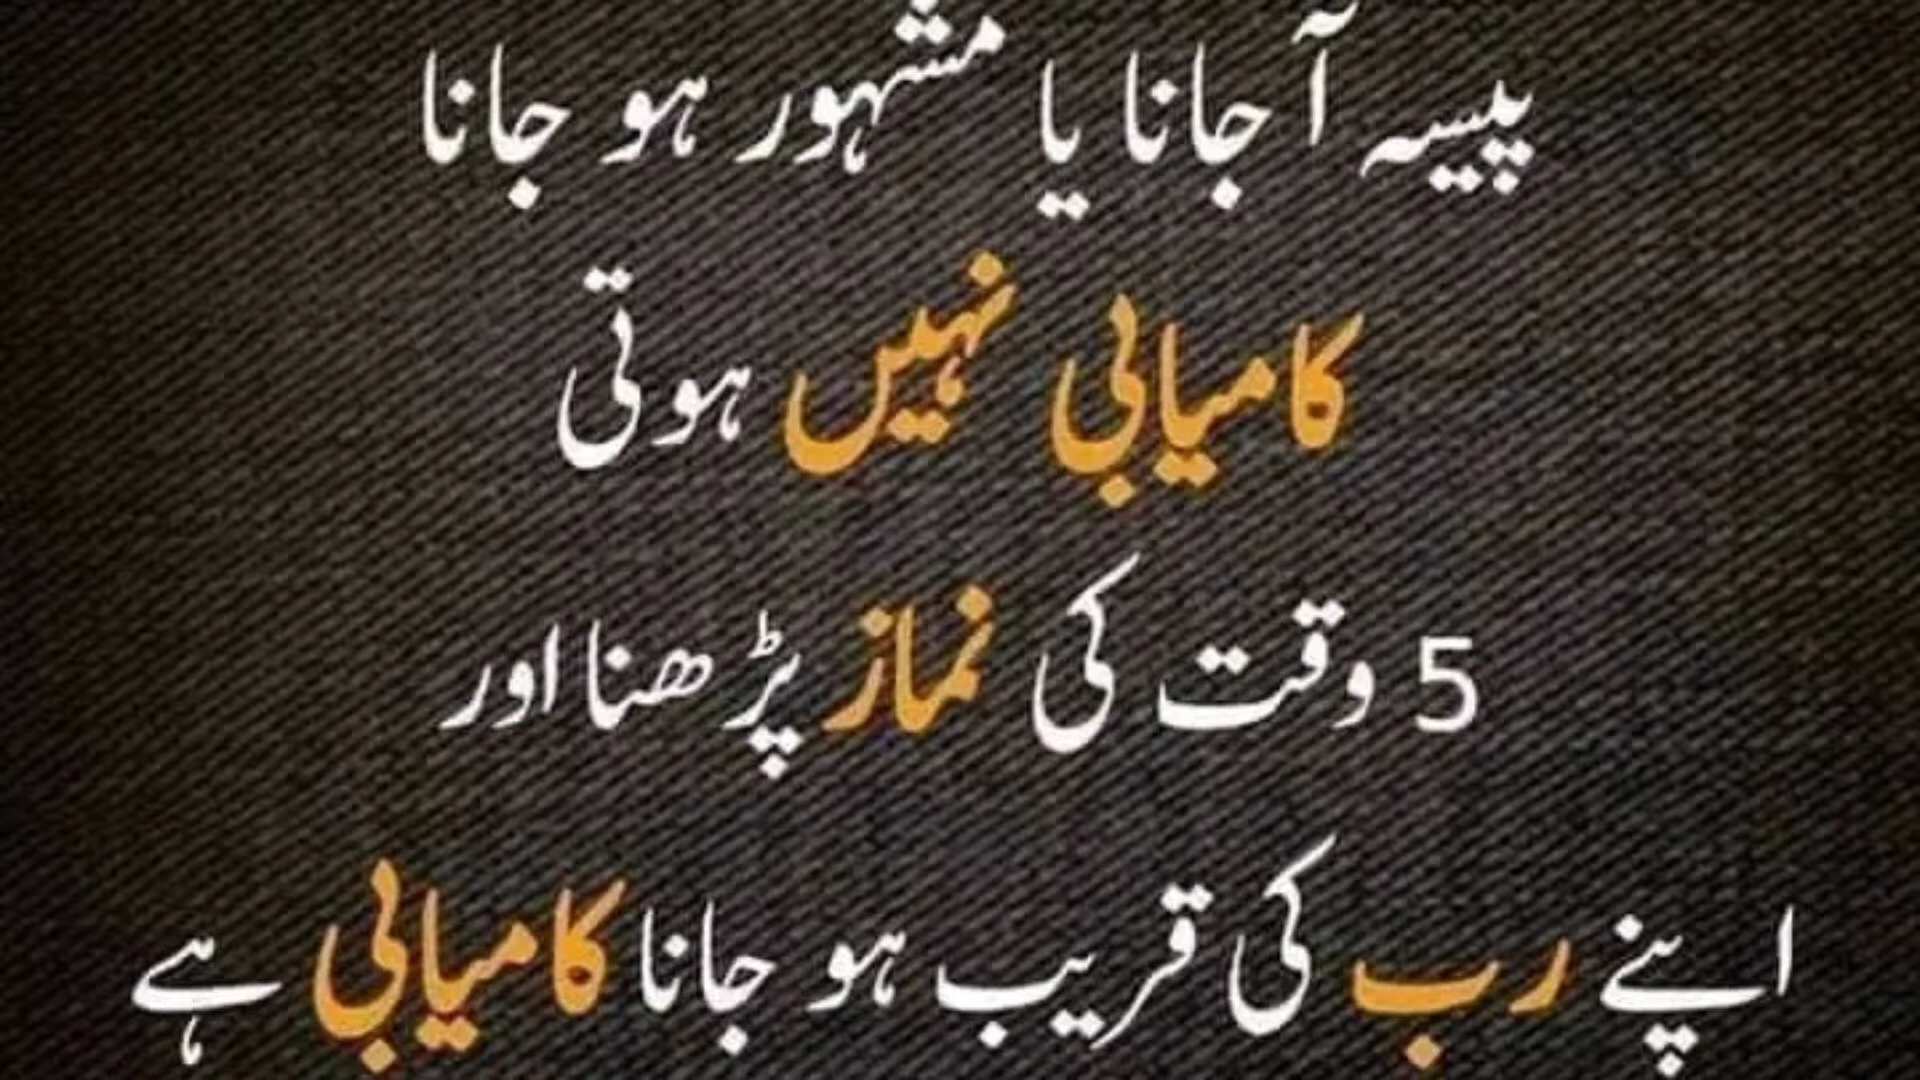 پیسہ آ جانا یا مشہور ہو جانا
کامیابی نہیں ہوتی
5 وقت کی نماز پڑھنا اور
اپنے رب کی قریب ہو جانا کامیابی ہے